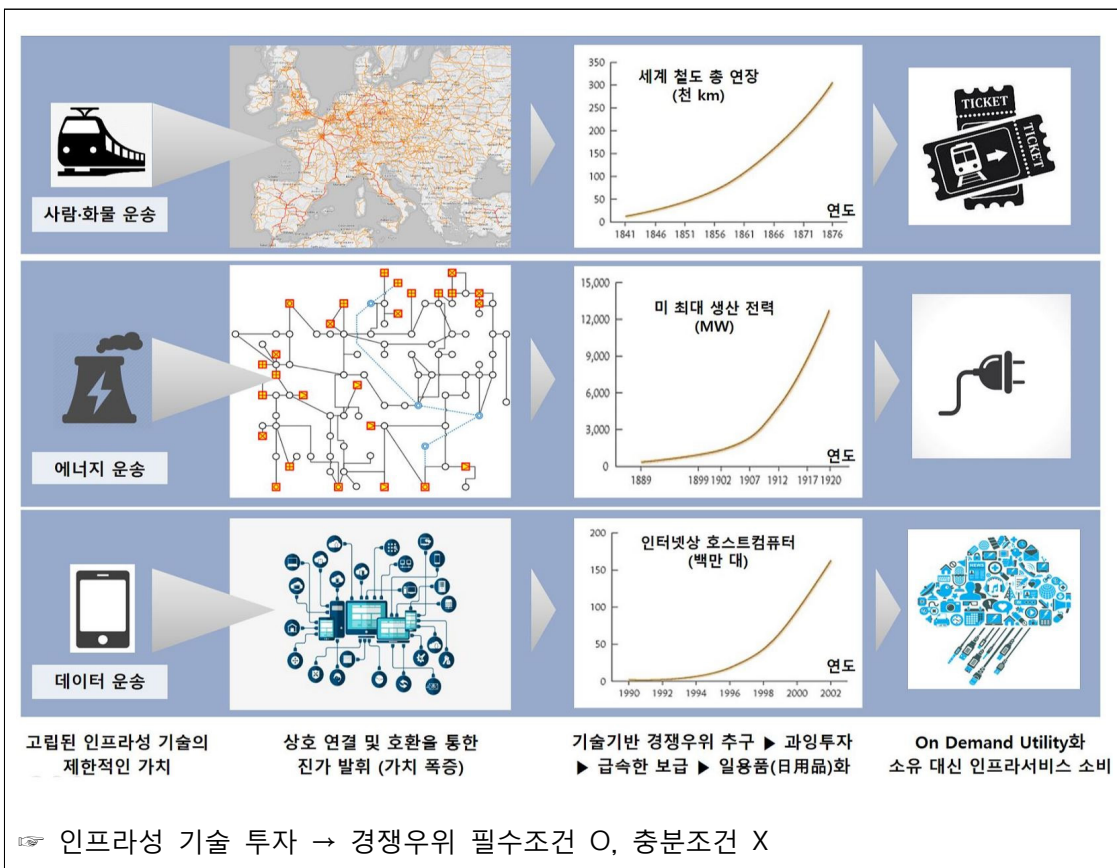 세계 철도 총 연장
(천 km)
350
300
250
200
150
100
50
0
연도
1841 1846 1851 1856 1861 1866 1871 1876
TICKET
TICKET
사람·화물 운송
미 최대 생산 전력
(MW)
15,000
12,000
9,000
6,000
3,000
0
연도
1889 1899 1902 1907 1912 1917 1920
에너지 운송
인터넷상 호스트컴퓨터
(백만 대)
200
150
100
50
0
연도
1990 1992 1994 1996 1998 2000 2002
NEWS
데이터 운송
고립된 인프라성 기술의
제한적인 가치
상호 연결 및 호환을 통한
진가 발휘 (가치 폭증)
기술기반 경쟁우위 추구 ▶ 과잉투자
▶ 급속한 보급 ▶ 일용품(日用品)화
On Demand Utility화
소유 대신 인프라서비스 소비
☞ 인프라성 기술 투자 → 경쟁우위 필수조건 O, 충분조건 X